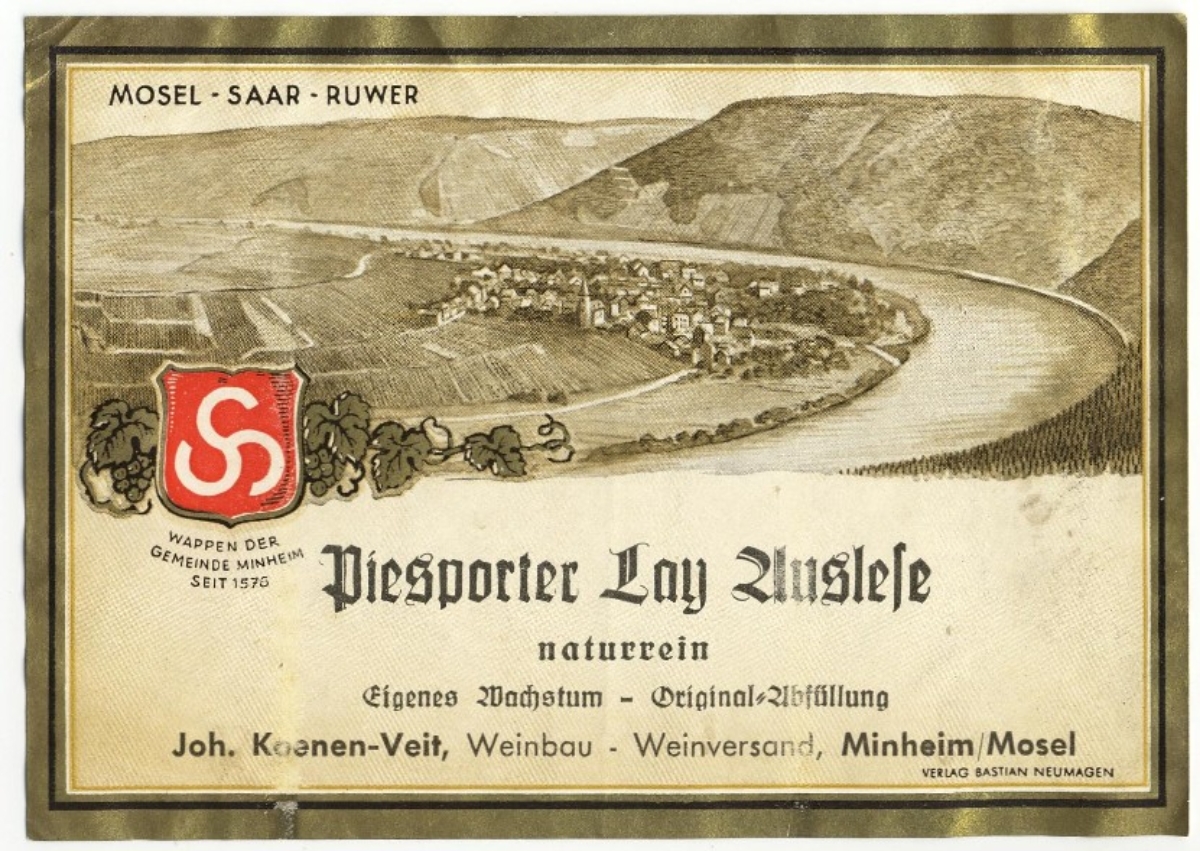 MOSEL - SAAR - RUWER
WAPPEN DER
GEMEINDE MINHEIM
SEIT 1576
Piesporter Lay Auslese
naturrein
Eigenes Wachstum - Original-Abfüllung
Joh. Koenen-Veit, Weinbau - Weinversand, Minheim/Mosel
VERLAG BASTIAN NEUMAGEN